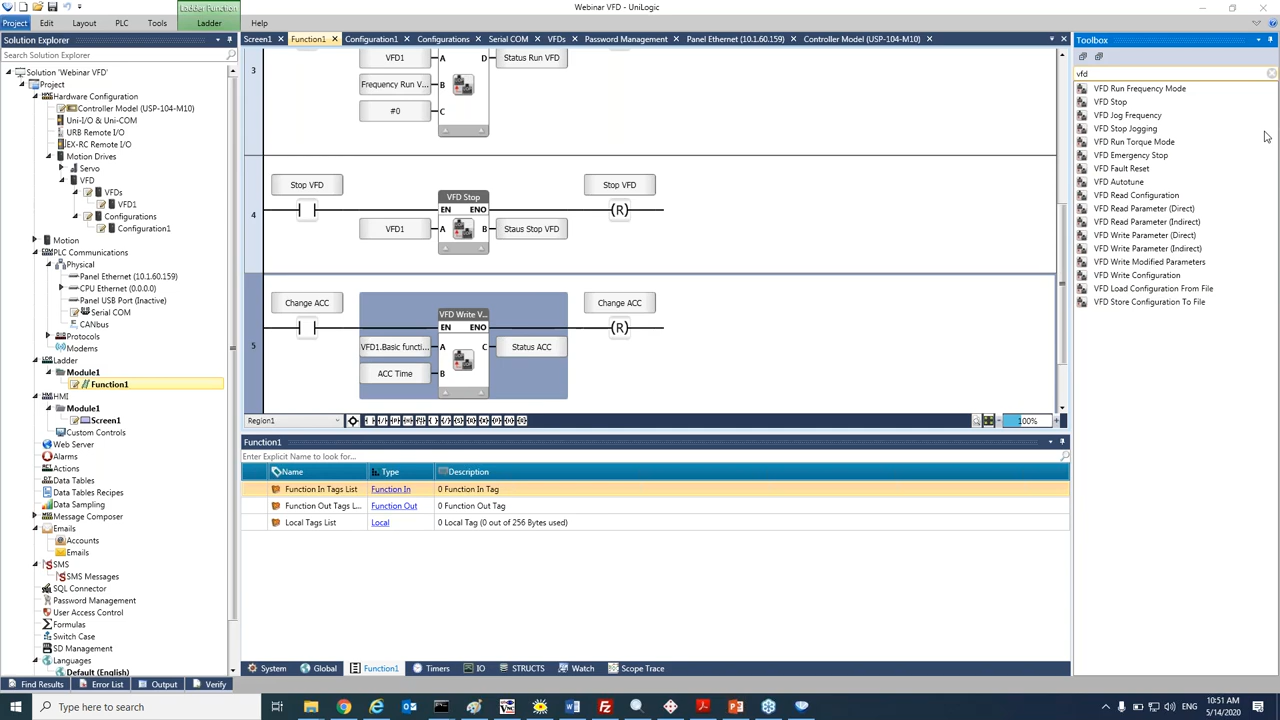 Ladder Function
Webinar VFD - UniLogic
Project Edit Layout PLC Tools Ladder Help
Solution Explorer
Search Solution Explorer
Solution 'Webinar VFD'
Project
Hardware Configuration
Controller Model (USP-104-M10)
Uni-I/O & Uni-COM
URB Remote I/O
EX-RC Remote I/O
Motion Drives
Servo
VFD
VFDs
VFD1
Configurations
Configuration1
Motion
PLC Communications
Physical
Panel Ethernet (10.1.60.159)
CPU Ethernet (0.0.0.0)
Panel USB Port (Inactive)
Serial COM
CANbus
Protocols
Modems
Ladder
Module1
Function1
HMI
Module1
Screen1
Custom Controls
Web Server
Alarms
Actions
Data Tables
Data Tables Recipes
Data Sampling
Message Composer
Emails
Accounts
Emails
SMS
SMS Messages
SQL Connector
Password Management
User Access Control
Formulas
Switch Case
SD Management
Languages
Default (English)
Find Results Error List Output Verify
Screen1 Function1 Configuration1 Configurations Serial COM VFDs Password Management Panel Ethernet (10.1.60.159) Controller Model (USP-104-M10)
3
VFD1 A D Status Run VFD
Frequency Run V... B
#0 C
4
Stop VFD VFD Stop Stop VFD
EN ENO (R)
VFD1 A B Staus Stop VFD
5
Change ACC VFD Write V... Change ACC
EN ENO (R)
VFD1.Basic functi... A C Status ACC
ACC Time B
Region1 100%
Function1
Enter Explicit Name to look for...
Name Type Description
Function In Tags List Function In 0 Function In Tag
Function Out Tags L... Function Out 0 Function Out Tag
Local Tags List Local 0 Local Tag (0 out of 256 Bytes used)
System Global Function1 Timers IO STRUCTS Watch Scope Trace
Toolbox
vfd
VFD Run Frequency Mode
VFD Stop
VFD Jog Frequency
VFD Stop Jogging
VFD Run Torque Mode
VFD Emergency Stop
VFD Fault Reset
VFD Autotune
VFD Read Configuration
VFD Read Parameter (Direct)
VFD Read Parameter (Indirect)
VFD Write Parameter (Direct)
VFD Write Parameter (Indirect)
VFD Write Modified Parameters
VFD Write Configuration
VFD Load Configuration From File
VFD Store Configuration To File
Type here to search
10:51 AM
5/14/2020